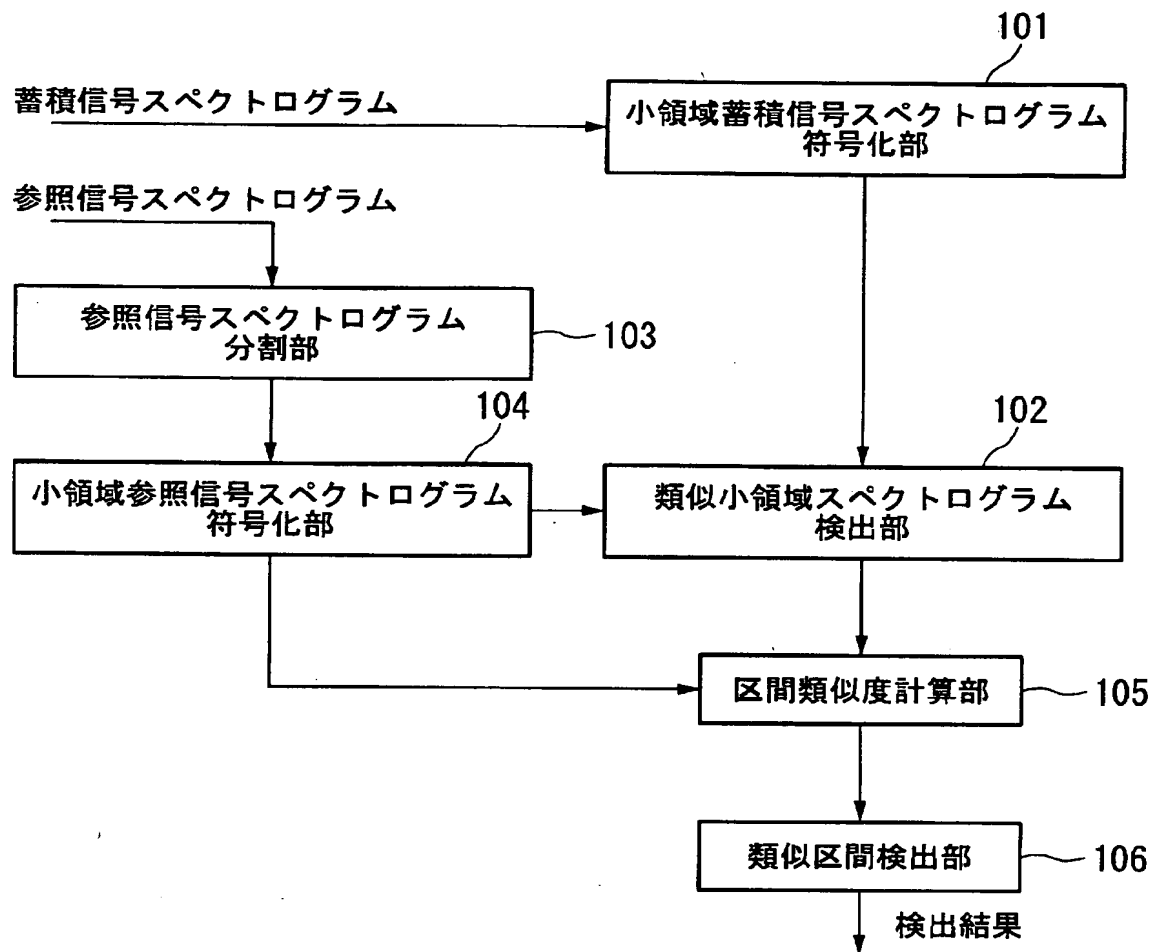 101
蓄積信号スペクトログラム
小領域蓄積信号スペクトログラム
符号化部
参照信号スペクトログラム
参照信号スペクトログラム
分割部
103
104
102
小領域参照信号スペクトログラム
符号化部
類似小領域スペクトログラム
検出部
区間類似度計算部
105
類似区間検出部
106
検出結果